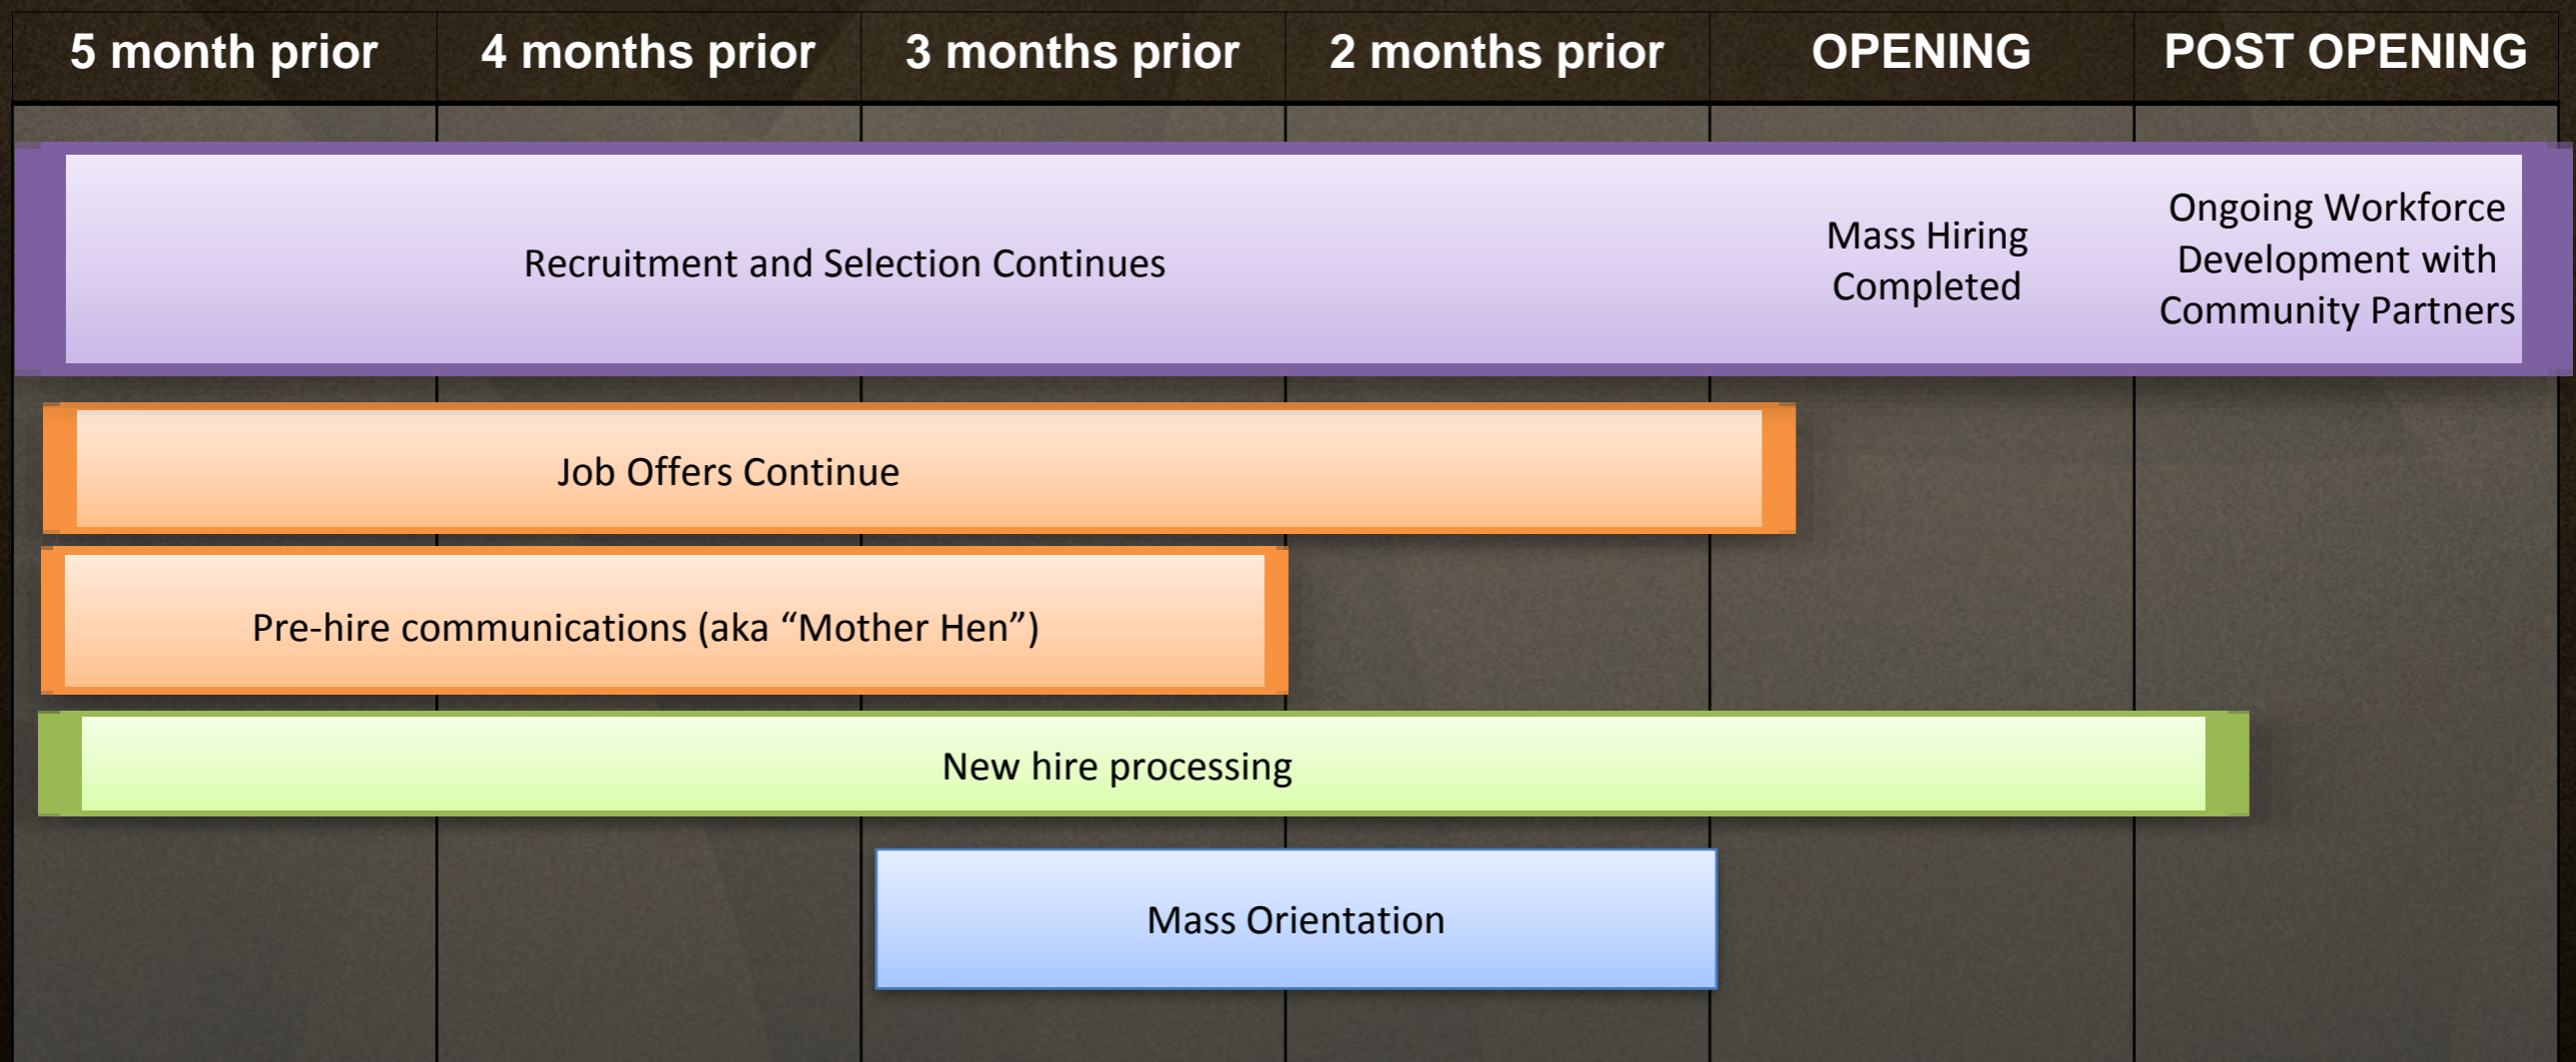 5 month prior
4 months prior
3 months prior
2 months prior
OPENING
POST OPENING
Recruitment and Selection Continues
Mass Hiring
Completed
Ongoing Workforce
Development with
Community Partners
Job Offers Continue
Pre-hire communications (aka “Mother Hen”)
New hire processing
Mass Orientation